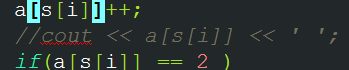 a[s[i]]++;
//cout << a[s[i]] << ' ';
if(a[s[i]] == 2 )